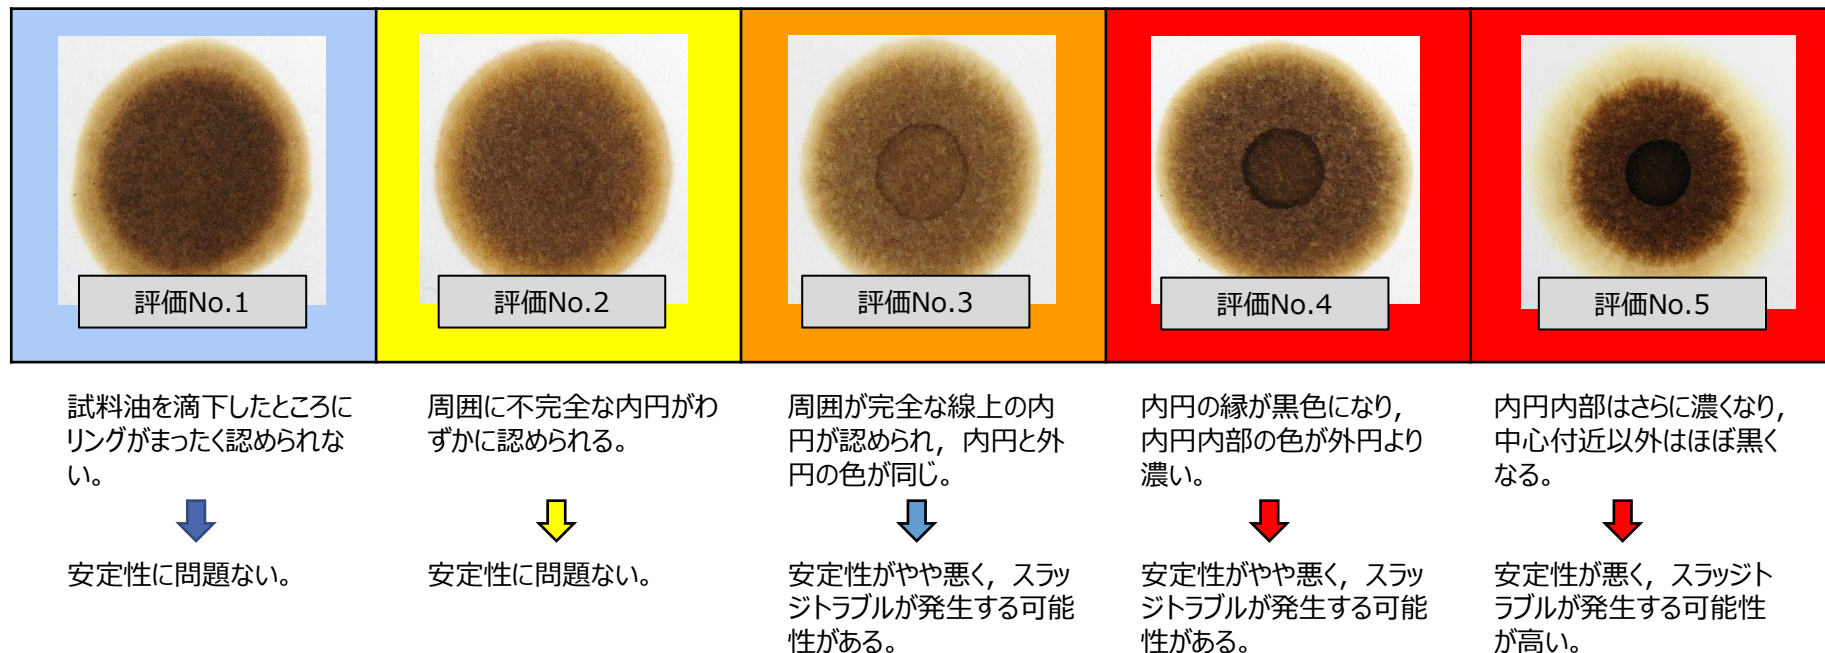 評価No.1
評価No.2
評価No.3
評価No.4
評価No.5
試料油を滴下したところに
リングがまったく認められな
い。
安定性に問題ない。
周囲に不完全な内円がわ
ずかに認められる。
安定性に問題ない。
周囲が完全な線上の内
円が認められ，内円と外
円の色が同じ。
安定性がやや悪く，スラッ
ジトラブルが発生する可能
性がある。
内円の縁が黒色になり，
内円内部の色が外円より
濃い。
安定性がやや悪く，スラッ
ジトラブルが発生する可能
性がある。
内円内部はさらに濃くなり，
中心付近以外はほぼ黒く
なる。
安定性が悪く，スラッジト
ラブルが発生する可能性
が高い。